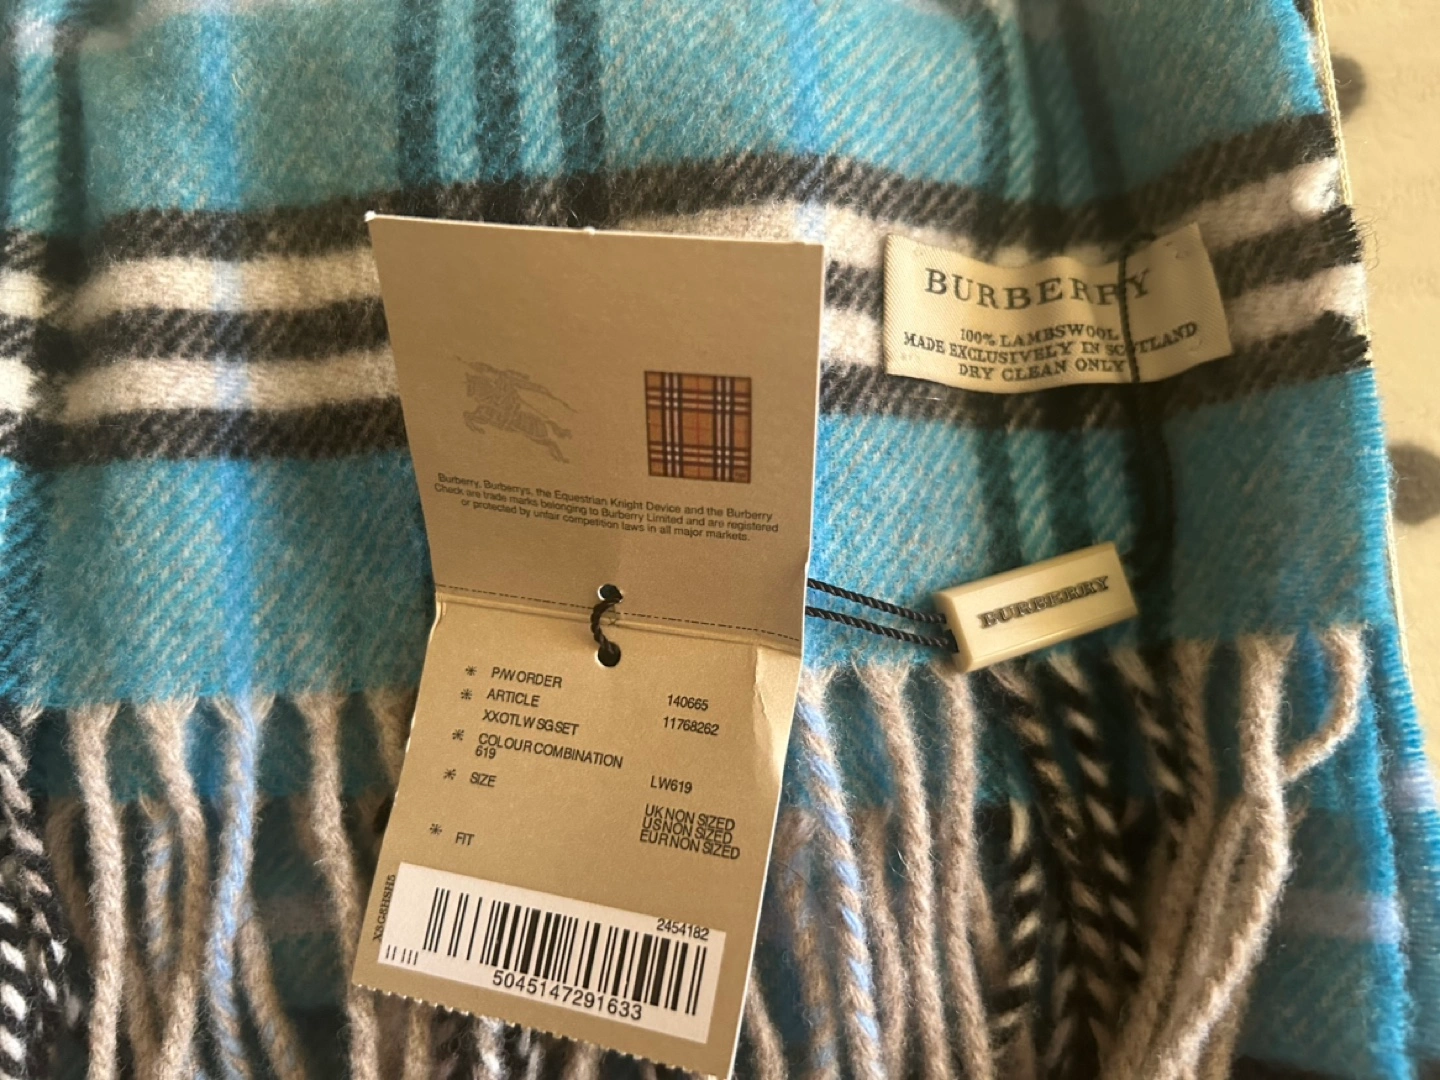 BURBERRY
100% LAMBSWOOL
MADE EXCLUSIVELY IN SCOTLAND
DRY CLEAN ONLY
Burberry, Burberrys, the Equestrian Knight Device and the Burberry
Check are trade marks belonging to Burberry Limited and are registered
or protected by unfair competition laws in all major markets.
BURBERRY
* P/W ORDER 140665
* ARTICLE 11768262
XXOTLW SG SET
* COLOUR COMBINATION LW619
619
* SIZE UK NON SIZED
US NON SIZED
EUR NON SIZED
* FIT
2454182
5045147291633